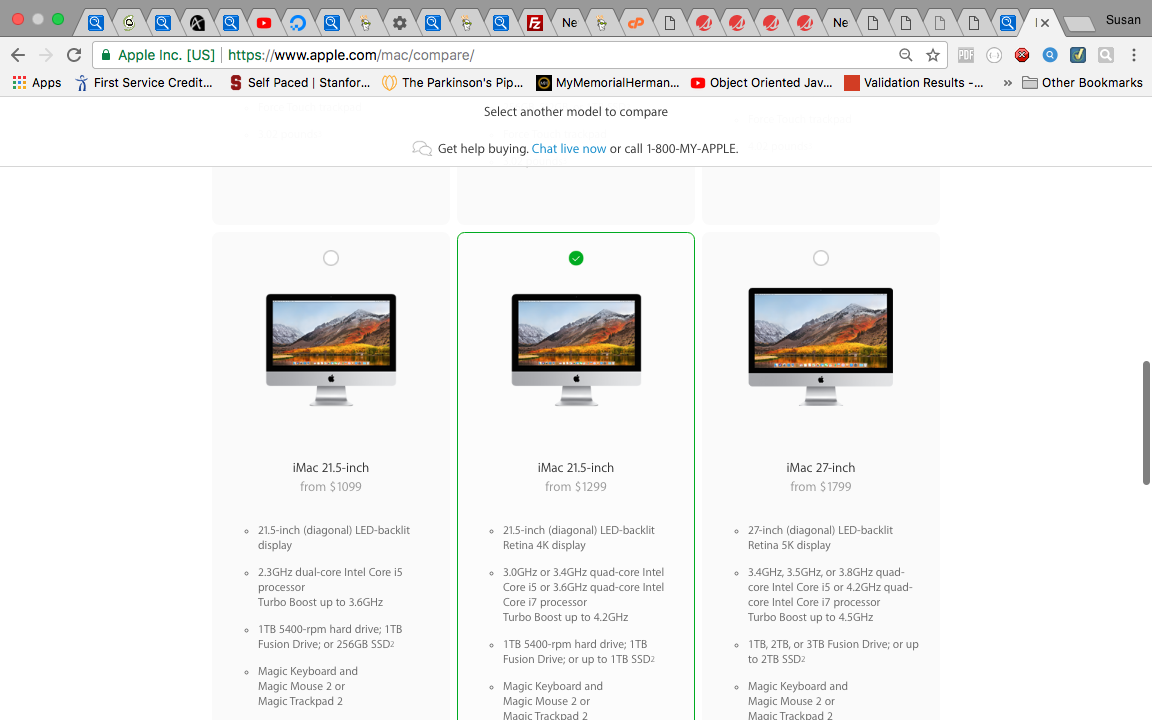 Ne
Ne
Susan
Apple Inc. [US]
https://www.apple.com/mac/compare/
PDF
Apps
First Service Credit...
Self Paced | Stanfor...
The Parkinson's Pip...
MyMemorialHerman...
Object Oriented Jav...
Validation Results -...
»
Other Bookmarks
Select another model to compare
Get help buying. Chat live now or call 1-800-MY-APPLE.
iMac 21.5-inch
from $1099
21.5-inch (diagonal) LED-backlit
display
2.3GHz dual-core Intel Core i5
processor
Turbo Boost up to 3.6GHz
1TB 5400-rpm hard drive; 1TB
Fusion Drive; or 256GB SSD2
Magic Keyboard and
Magic Mouse 2 or
Magic Trackpad 2
iMac 21.5-inch
from $1299
21.5-inch (diagonal) LED-backlit
Retina 4K display
3.0GHz or 3.4GHz quad-core Intel
Core i5 or 3.6GHz quad-core Intel
Core i7 processor
Turbo Boost up to 4.2GHz
1TB 5400-rpm hard drive; 1TB
Fusion Drive; or up to 1TB SSD2
Magic Keyboard and
Magic Mouse 2 or
Magic Trackpad 2
iMac 27-inch
from $1799
27-inch (diagonal) LED-backlit
Retina 5K display
3.4GHz, 3.5GHz, or 3.8GHz quad-
core Intel Core i5 or 4.2GHz quad-
core Intel Core i7 processor
Turbo Boost up to 4.5GHz
1TB, 2TB, or 3TB Fusion Drive; or up
to 2TB SSD2
Magic Keyboard and
Magic Mouse 2 or
Magic Trackpad 2